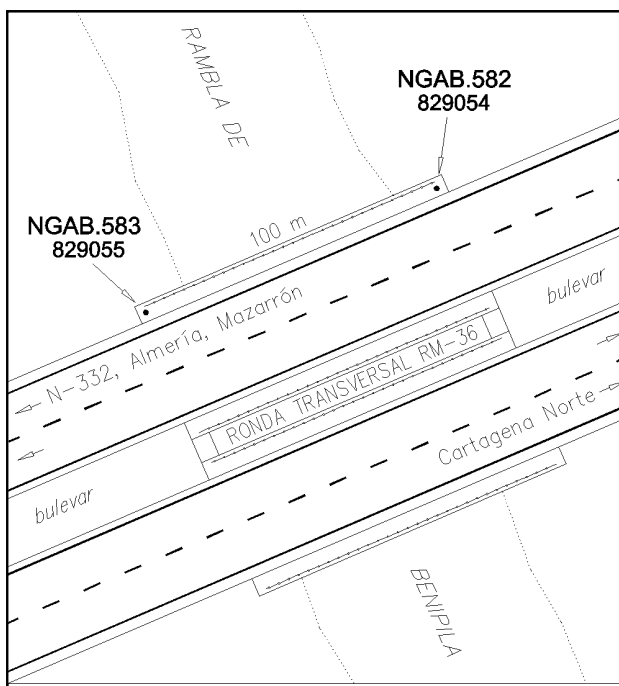 RAMBLA DE
NGAB.582
829054
NGAB.583
829055
100 m
N-332, Almería, Mazarrón
bulevar
RONDA TRANSVERSAL RM-36
Cartagena Norte
bulevar
BENIPILA